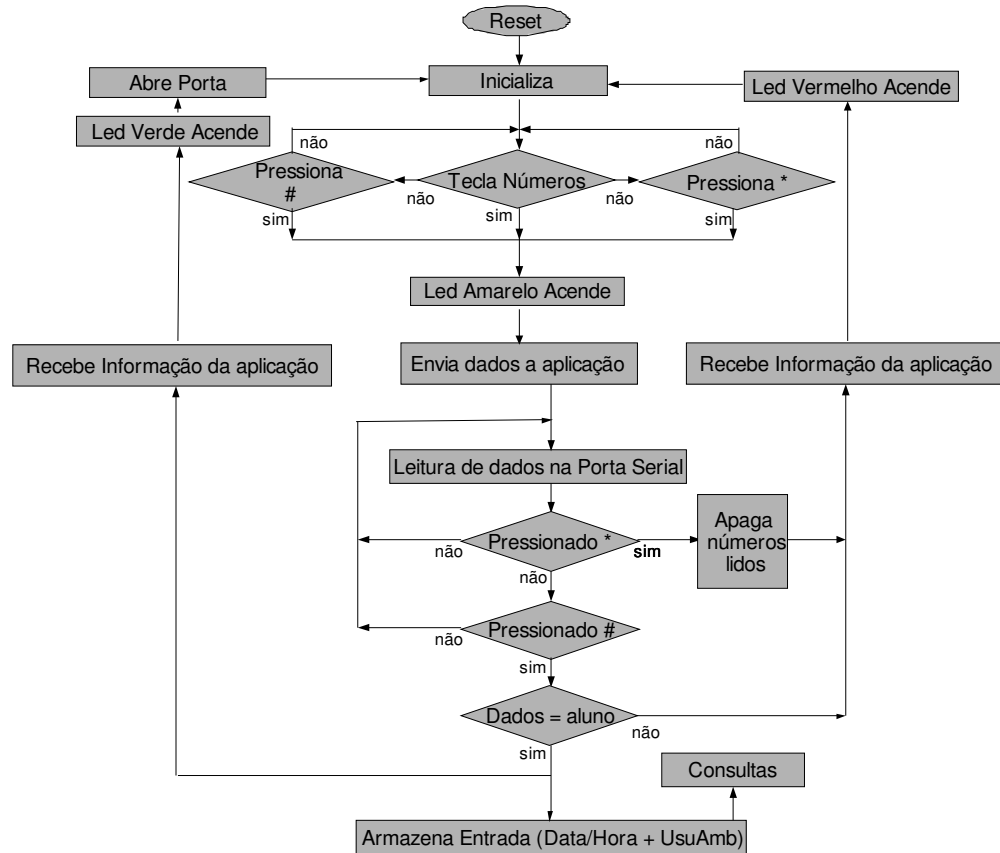 Reset
Abre Porta
Inicializa
Led Vermelho Acende
Led Verde Acende
não
não
Pressiona
#
não
Tecla Números
não
Pressiona *
sim
sim
sim
Led Amarelo Acende
Recebe Informação da aplicação
Envia dados a aplicação
Recebe Informação da aplicação
Leitura de dados na Porta Serial
Apaga
números
lidos
não
Pressionado *
sim
não
não
Pressionado #
sim
Dados = aluno
não
sim
Consultas
Armazena Entrada (Data/Hora + UsuAmb)